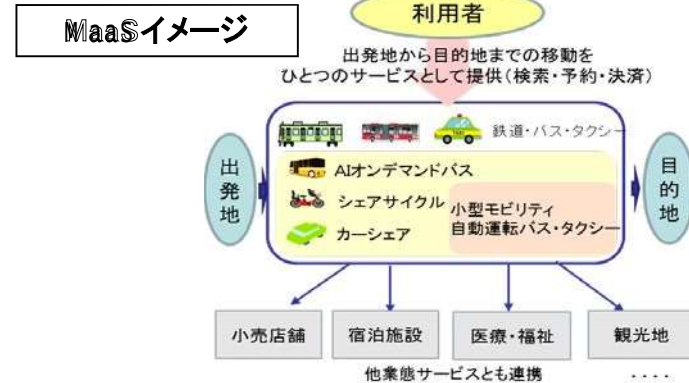 MaaSイメージ
利用者
出発地から目的地までの移動を
ひとつのサービスとして提供(検索・予約・決済)
鉄道・バス・タクシー
出発地
AIオンデマンドバス
シェアサイクル
カーシェア
小型モビリティ
自動運転バス・タクシー
目的地
小売店舗
宿泊施設
医療・福祉
観光地
他業態サービスとも連携
・・・・